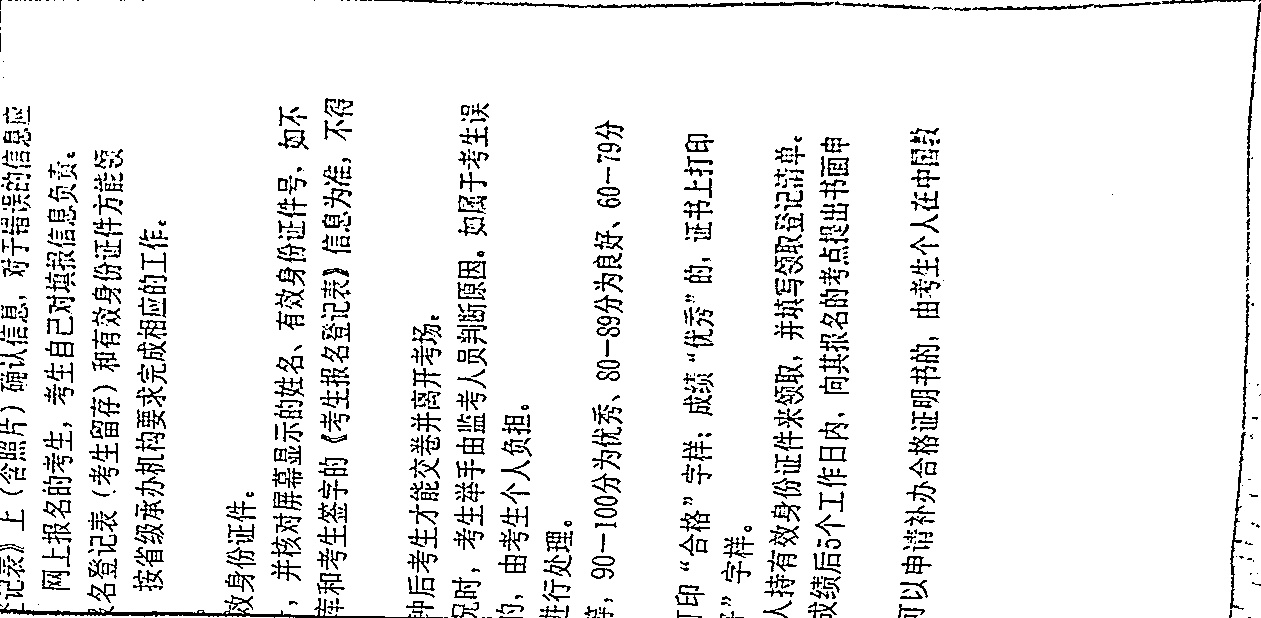 记表》上（含照片）确认信息，对于错误的信息应
网上报名的考生，考生自己对填报信息负责。
名登记表（考生留存）和有效身份证件方能领
按省级承办机构要求完成相应的工作。
效身份证件。
，并核对屏幕显示的姓名、有效身份证件号，如不
库和考生签字的《考生报名登记表》信息为准，不得
钟后考生才能交卷并离开考场。
况时，考生举手由监考人员判断原因。如属于考生误
的，由考生个人负担。
进行处理。
等，90-100分为优秀、80-89分为良好、60-79分
打印“合格”字样；成绩“优秀”的，证书上打印
”字样。
人持有效身份证件来领取，并填写领取登记清单。
成绩后5个工作日内，向其报名的考点提出书面申
可以申请补办合格证明书的，由考生个人在中国教